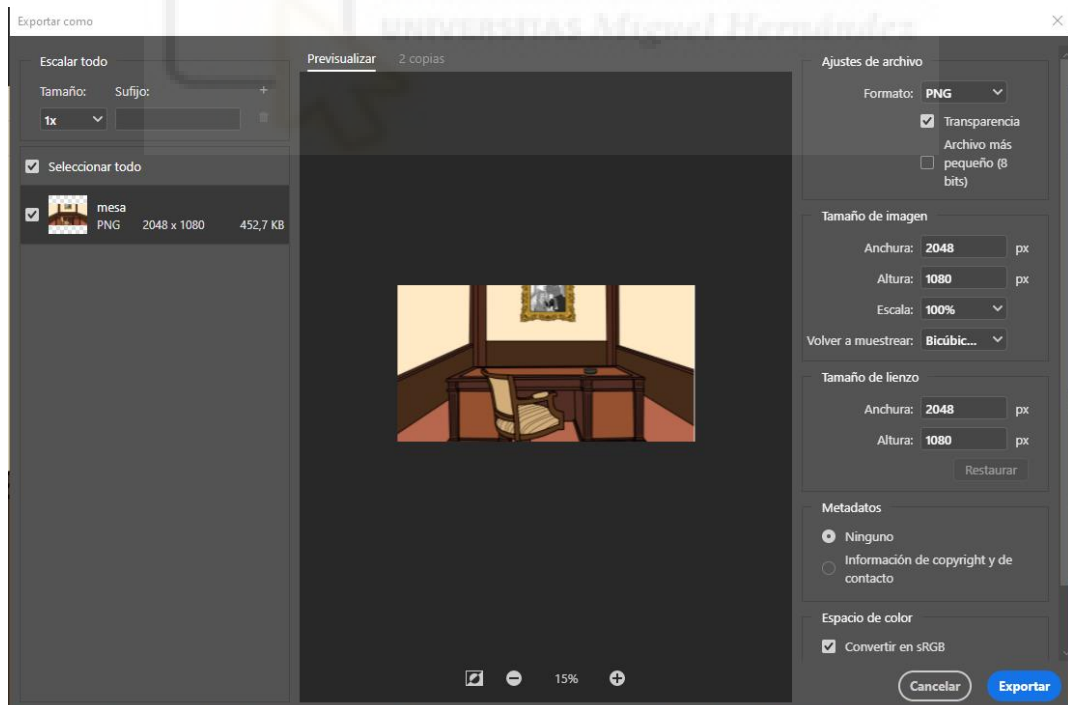 Exportar como
UNIVERSITAS Miguel Hernández
Escalar todo
Tamaño: Sufijo:
1x
Seleccionar todo
mesa
PNG 2048 x 1080 452,7 KB
Previsualizar 2 copias
15%
Ajustes de archivo
Formato: PNG
Transparencia
Archivo más
pequeño (8
bits)
Tamaño de imagen
Anchura: 2048 px
Altura: 1080 px
Escala: 100%
Volver a muestrear: Bicúbic...
Tamaño de lienzo
Anchura: 2048 px
Altura: 1080 px
Restaurar
Metadatos
Ninguno
Información de copyright y de
contacto
Espacio de color
Convertir en sRGB
Cancelar Exportar